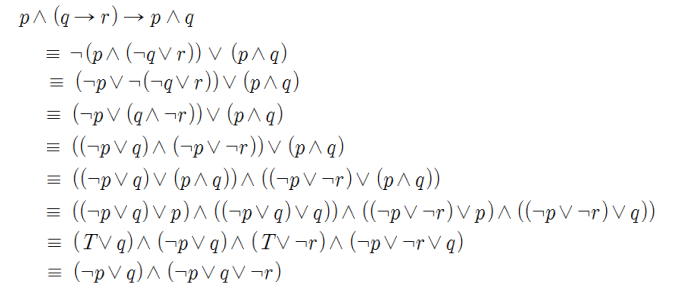 p ∧ (q → r) → p ∧ q
≡ ¬(p ∧ (¬q ∨ r)) ∨ (p ∧ q)
≡ (¬p ∨ ¬(¬q ∨ r)) ∨ (p ∧ q)
≡ (¬p ∨ (q ∧ ¬r)) ∨ (p ∧ q)
≡ ((¬p ∨ q) ∧ (¬p ∨ ¬r)) ∨ (p ∧ q)
≡ ((¬p ∨ q) ∨ (p ∧ q)) ∧ ((¬p ∨ ¬r) ∨ (p ∧ q))
≡ ((¬p ∨ q) ∨ p) ∧ ((¬p ∨ q) ∨ q)) ∧ ((¬p ∨ ¬r) ∨ p) ∧ ((¬p ∨ ¬r) ∨ q))
≡ (T ∨ q) ∧ (¬p ∨ q) ∧ (T ∨ ¬r) ∧ (¬p ∨ ¬r ∨ q)
≡ (¬p ∨ q) ∧ (¬p ∨ q ∨ ¬r)